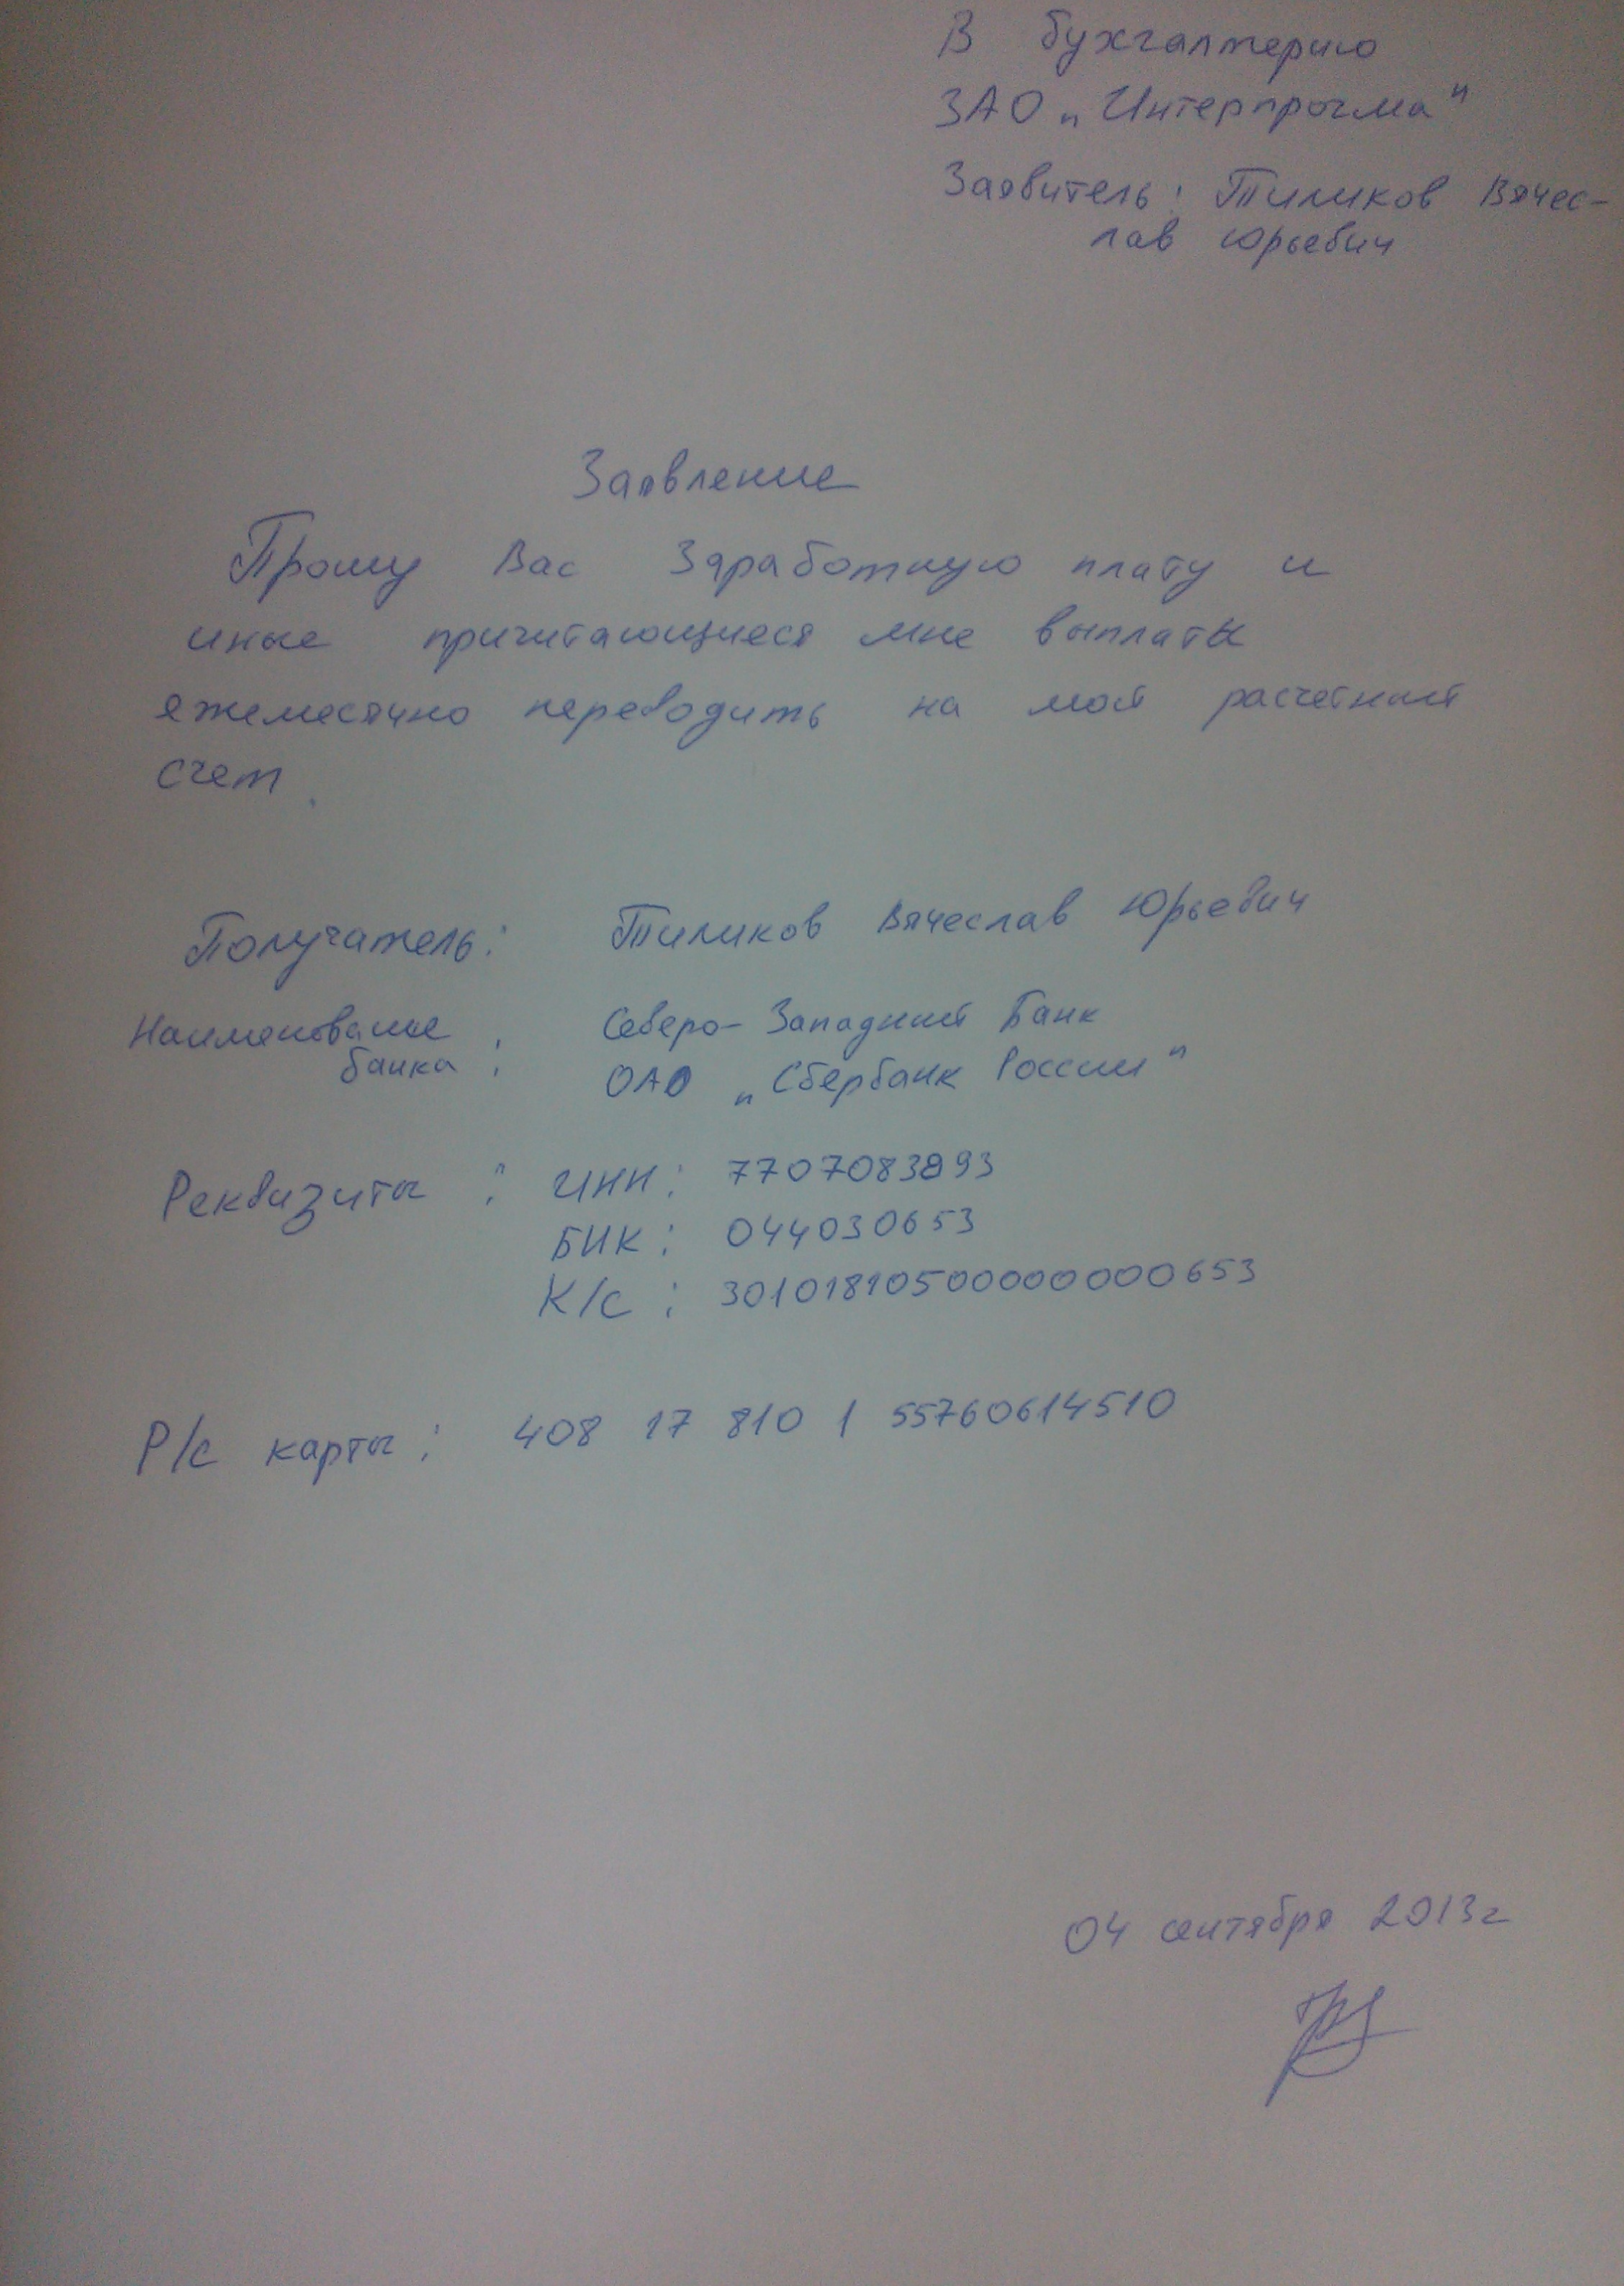 В бухгалтерию
ЗАО „Интерпрогма"
Заявитель: Тиликов Вячес-
лав Юрьевич
Заявление
Прошу Вас Заработную плату и
иные причитающиеся мне выплаты
ежемесячно переводить на мой расчетный
счет.
Получатель: Тиликов Вячеслав Юрьевич
Наименование банка: Северо-Западный Банк
ОАО „Сбербанк России"
Реквизиты: ИНН: 7707083893
БИК: 044030653
К/с: 30101810500000000653
Р/с карты: 408 17 810 1 55760614510
04 сентября 2013г